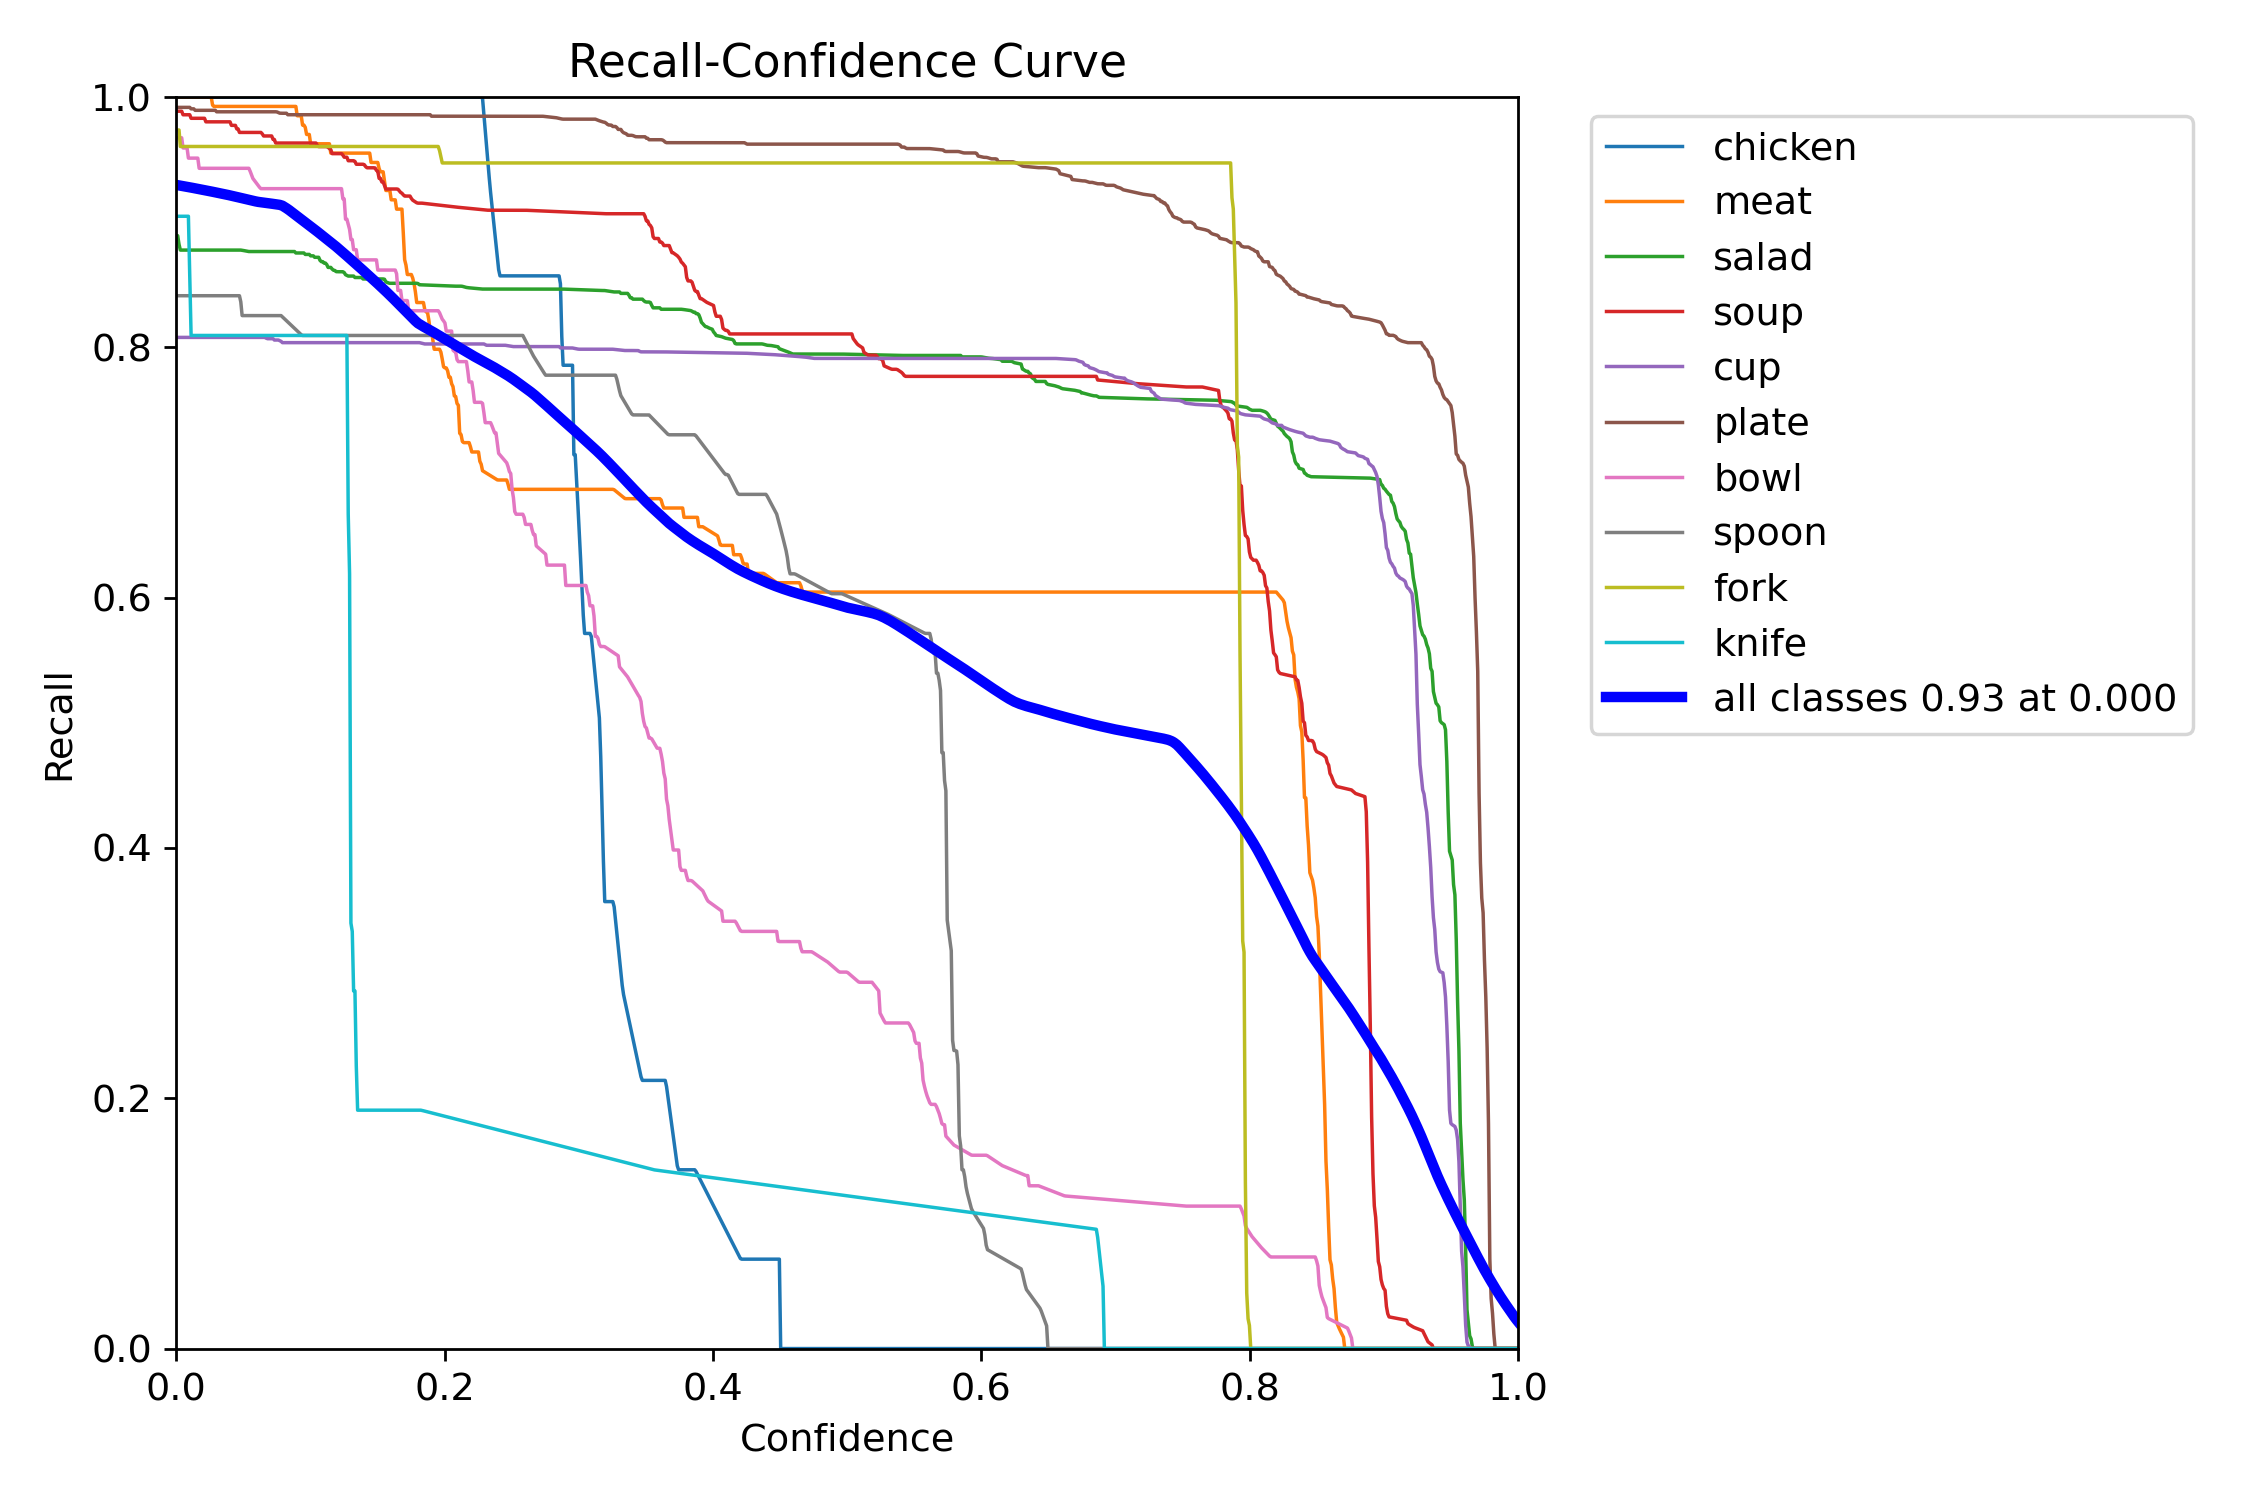 Recall-Confidence Curve
1.0
0.8
0.6
0.4
0.2
0.0
Recall
0.0 0.2 0.4 0.6 0.8 1.0
Confidence
chicken
meat
salad
soup
cup
plate
bowl
spoon
fork
knife
all classes 0.93 at 0.000